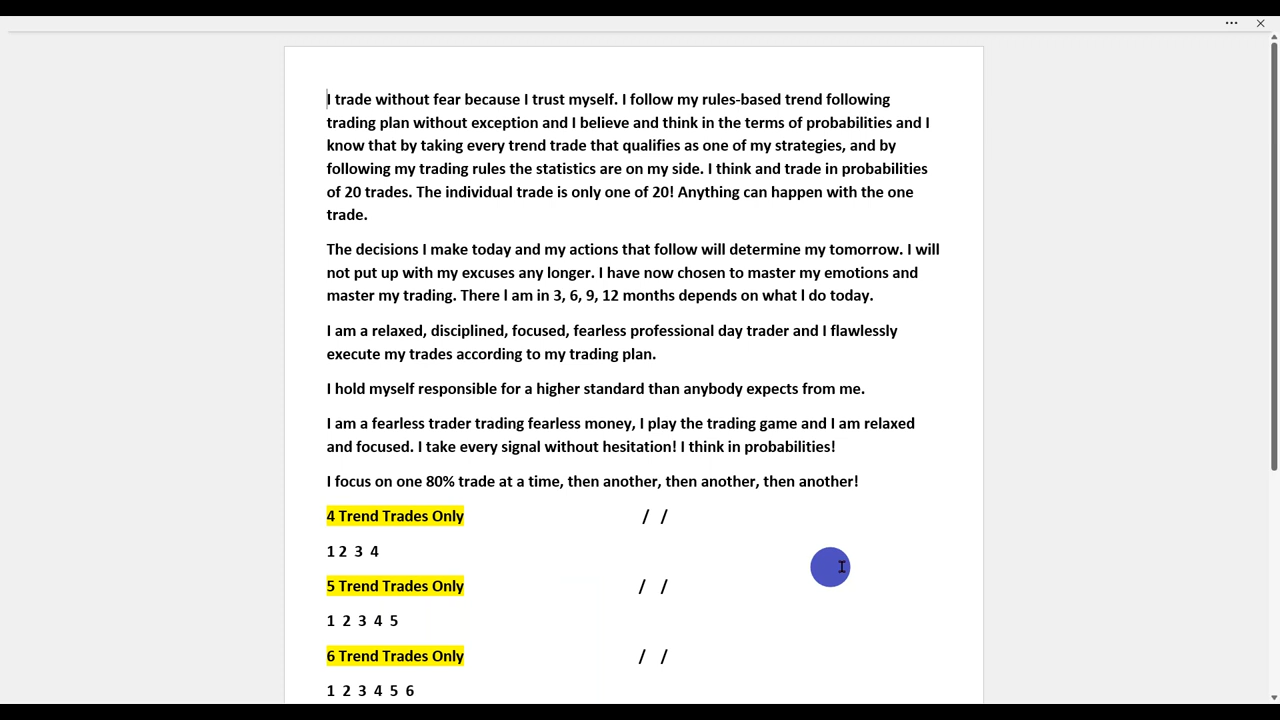 I trade without fear because I trust myself. I follow my rules-based trend following
trading plan without exception and I believe and think in the terms of probabilities and I
know that by taking every trend trade that qualifies as one of my strategies, and by
following my trading rules the statistics are on my side. I think and trade in probabilities
of 20 trades. The individual trade is only one of 20! Anything can happen with the one
trade.
The decisions I make today and my actions that follow will determine my tomorrow. I will
not put up with my excuses any longer. I have now chosen to master my emotions and
master my trading. There I am in 3, 6, 9, 12 months depends on what I do today.
I am a relaxed, disciplined, focused, fearless professional day trader and I flawlessly
execute my trades according to my trading plan.
I hold myself responsible for a higher standard than anybody expects from me.
I am a fearless trader trading fearless money, I play the trading game and I am relaxed
and focused. I take every signal without hesitation! I think in probabilities!
I focus on one 80% trade at a time, then another, then another, then another!
4 Trend Trades Only / /
1 2 3 4
5 Trend Trades Only / /
1 2 3 4 5
6 Trend Trades Only / /
1 2 3 4 5 6